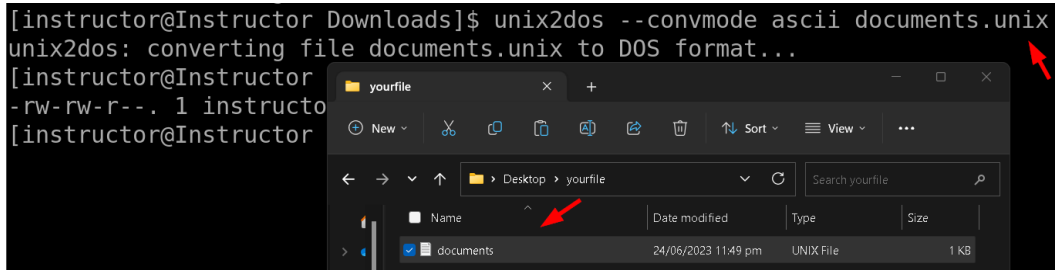 [instructor@Instructor Downloads]$ unix2dos --convmode ascii documents.unix
unix2dos: converting file documents.unix to DOS format...
[instructor@Instructor
-rw-rw-r--. 1 instructo
[instructor@Instructor
yourfile
New Sort View
Desktop › yourfile Search yourfile
Name Date modified Type Size
documents 24/06/2023 11:49 pm UNIX File 1 KB